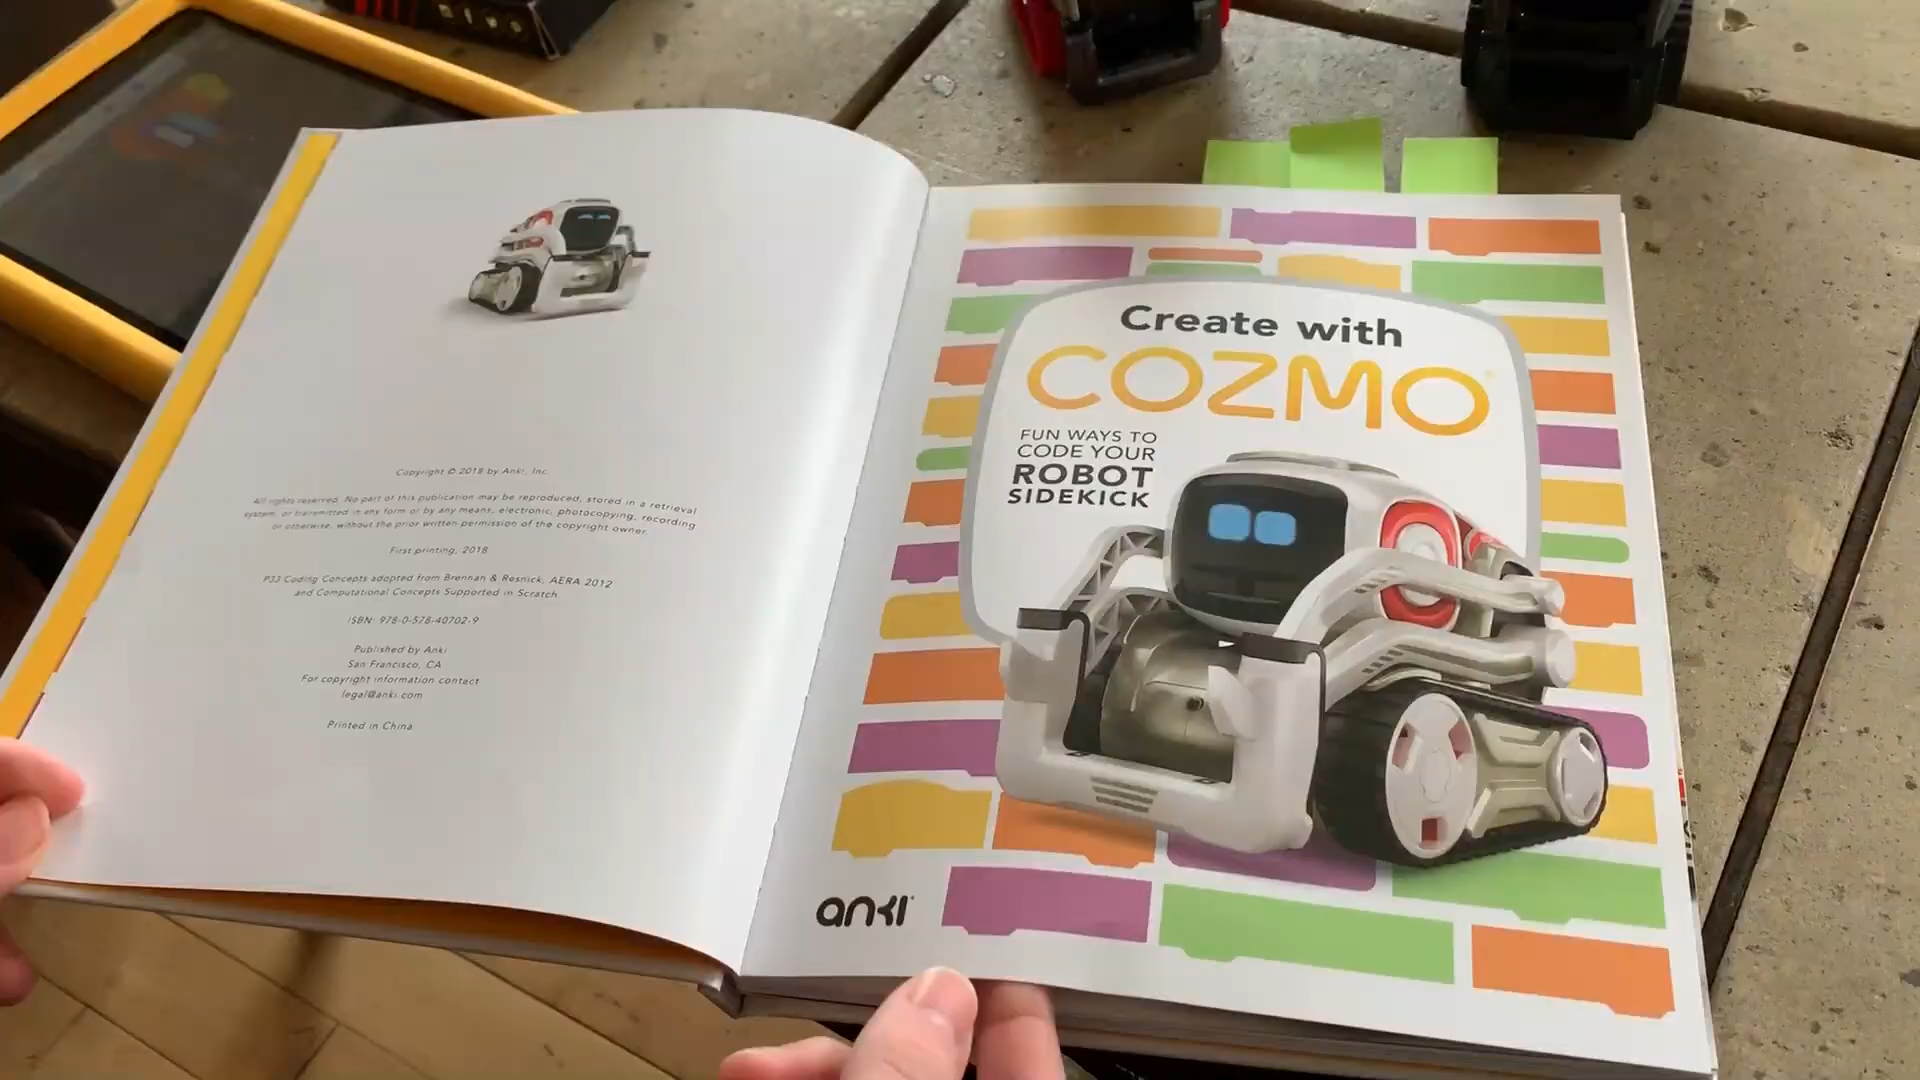 Copyright © 2018 by Anki, Inc.
All rights reserved. No part of this publication may be reproduced, stored in a retrieval
system, or transmitted in any form or by any means, electronic, photocopying, recording
or otherwise, without the prior written permission of the copyright owner.
First printing, 2018
P33 Coding Concepts adopted from Brennan & Resnick, AERA 2012
and Computational Concepts Supported in Scratch.
ISBN: 978-0-578-40702-9
Published by Anki
San Francisco, CA
For copyright information contact
legal@anki.com
Printed in China
Create with
COZMO
FUN WAYS TO
CODE YOUR
ROBOT
SIDEKICK
anki